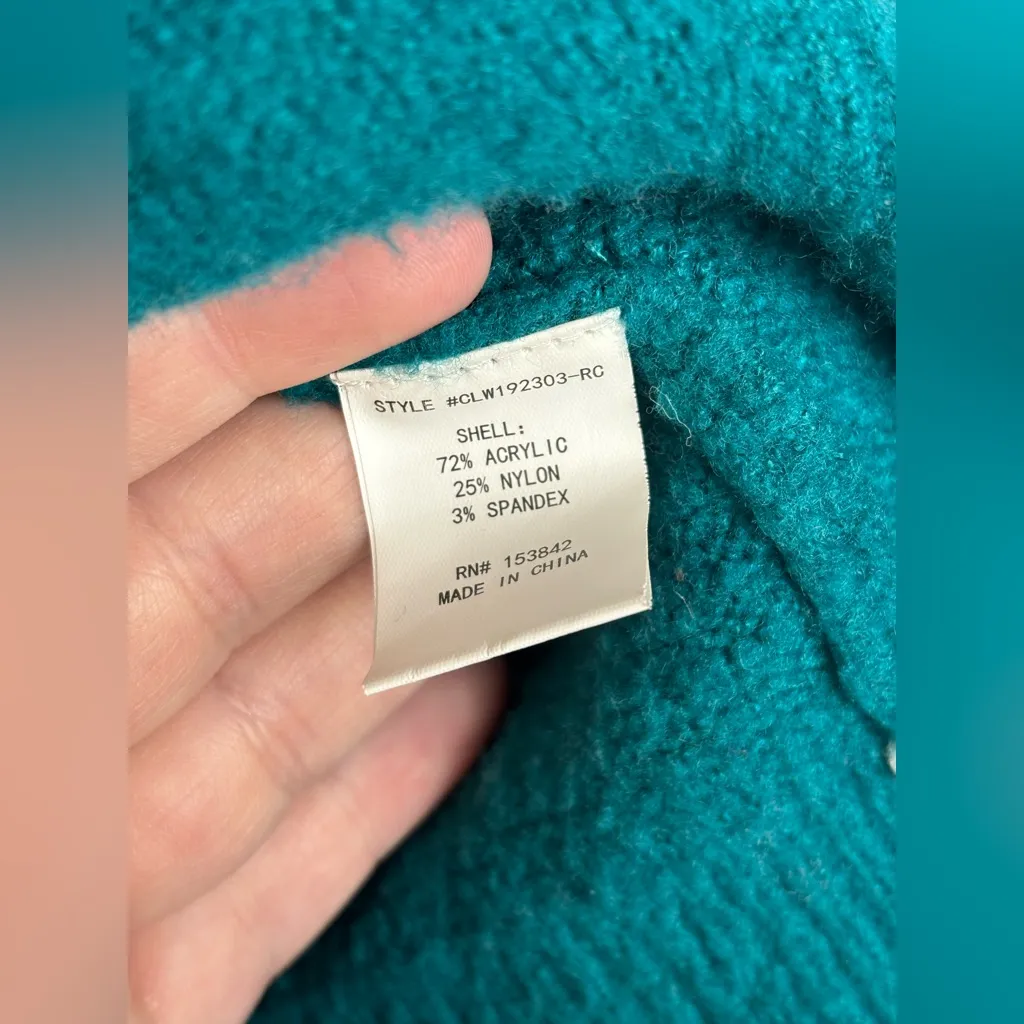 STYLE #CLW192303-RC
SHELL:
72% ACRYLIC
25% NYLON
3% SPANDEX
RN# 153842
MADE IN CHINA